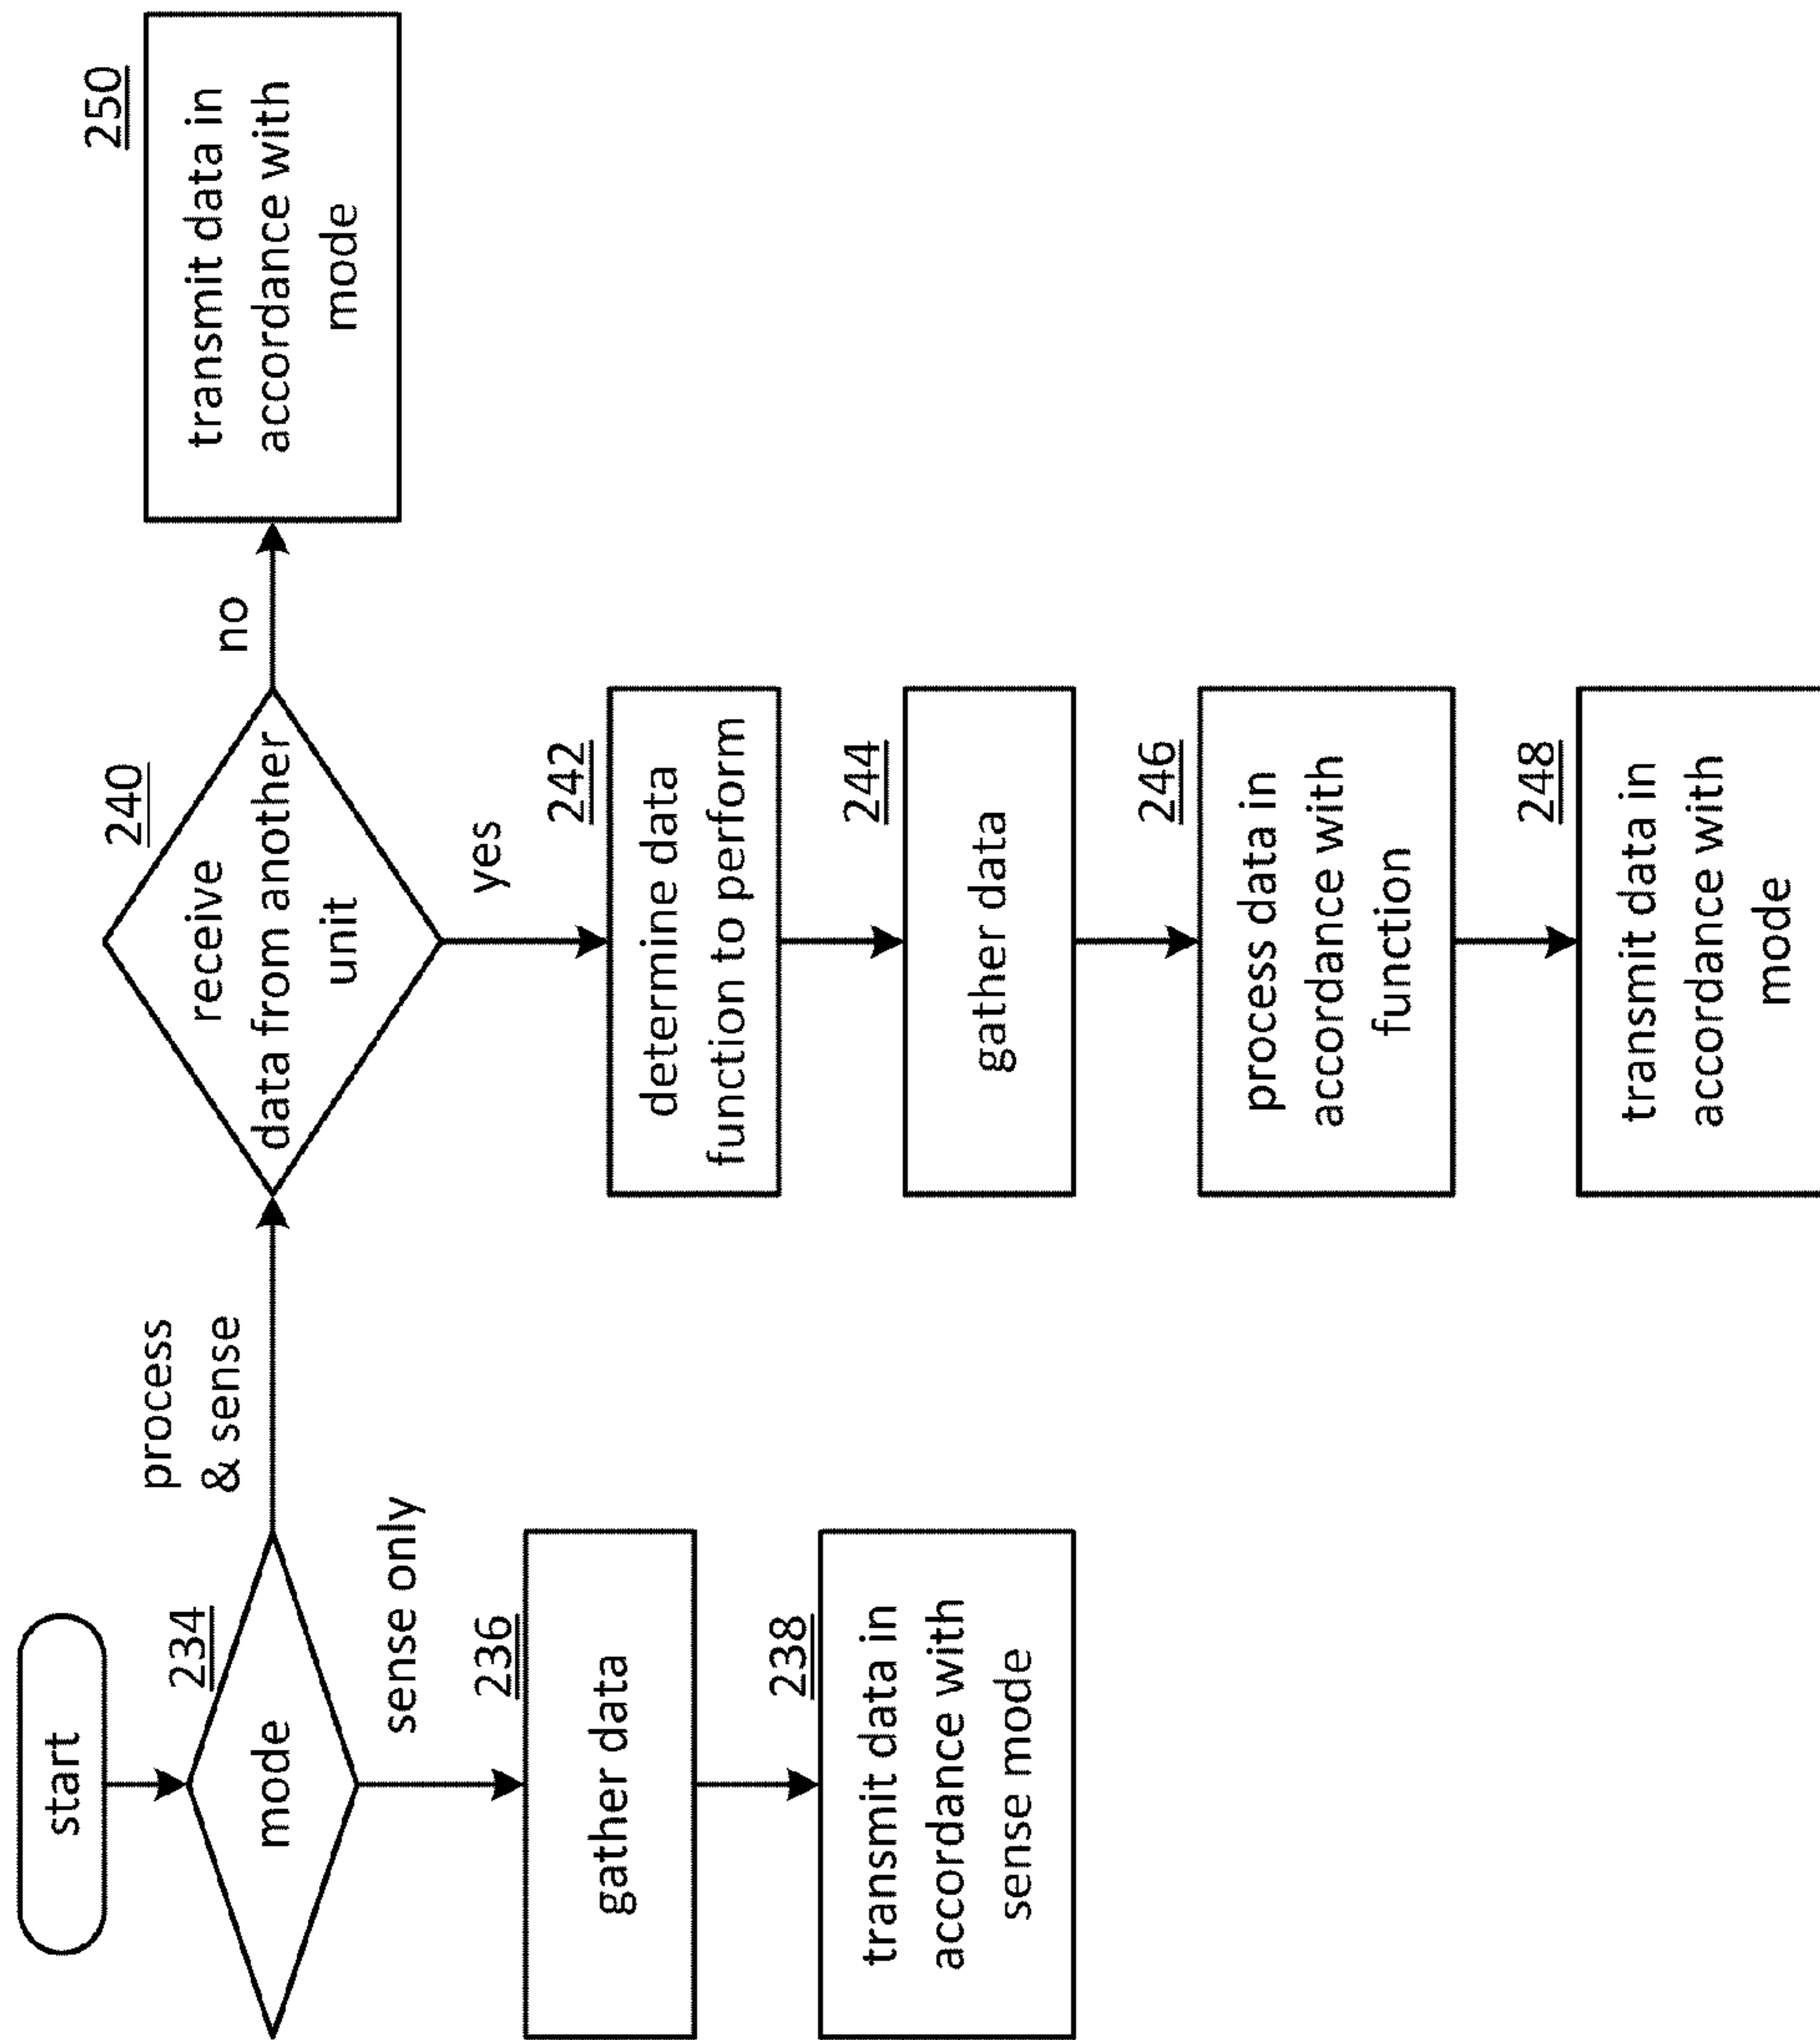 start
234
mode
sense only
236
gather data
238
transmit data in
accordance with
sense mode
process
& sense
240
receive
data from another
unit
yes
242
determine data
function to perform
244
gather data
246
process data in
accordance with
function
248
transmit data in
accordance with
mode
no
250
transmit data in
accordance with
mode